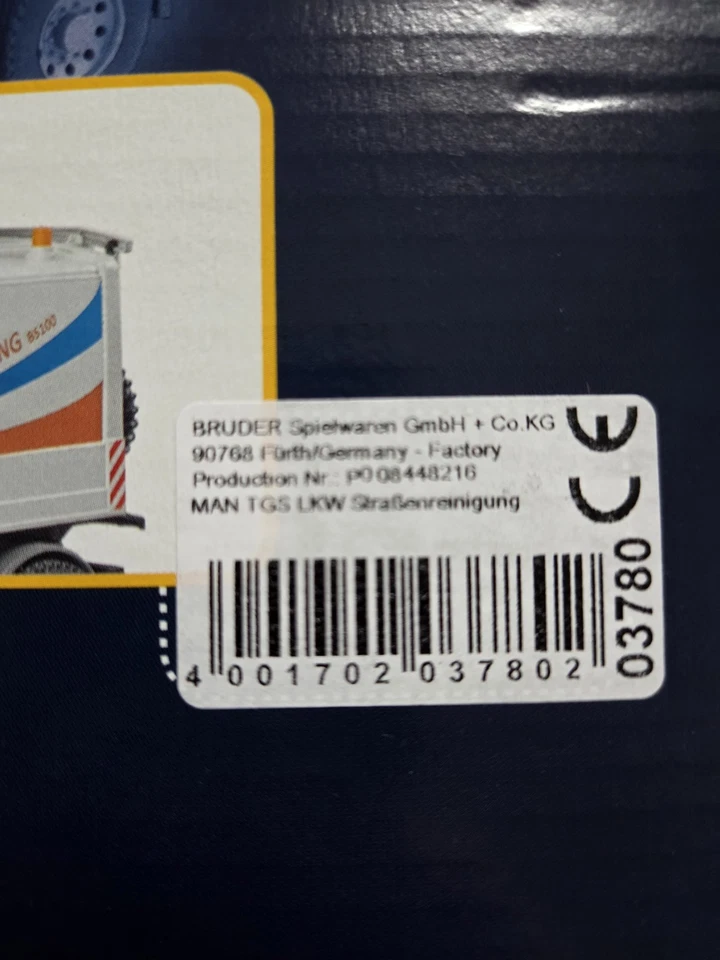 NG BS100
BRUDER Spielwaren GmbH + Co.KG
90768 Fürth/Germany - Factory
Production Nr.: P008448216
MAN TGS LKW Straßenreinigung
CE
03780
4 001702 037802